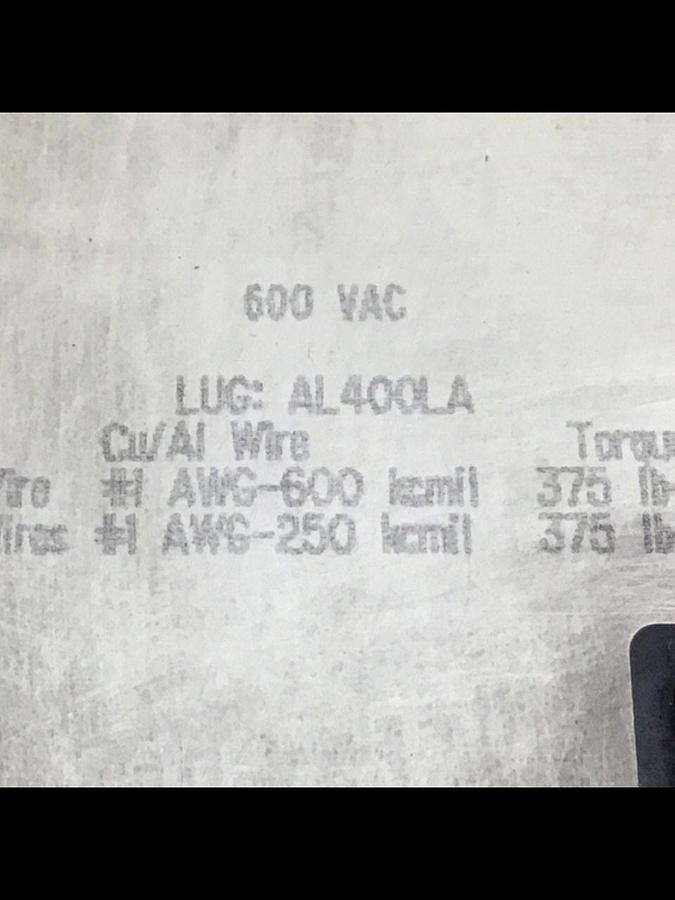 600 VAC
LUG: AL400LA
Cu/Al Wire
#1 AWG-600 kcmil 375
#1 AWG-250 kcmil 375